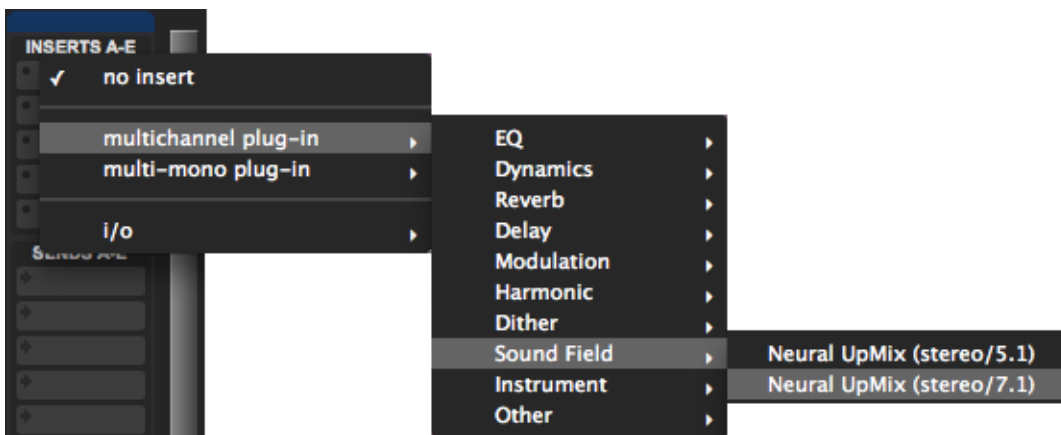 INSERTS A-E
✓ no insert
multichannel plug-in
multi-mono plug-in
i/o
SENDS A-E
EQ
Dynamics
Reverb
Delay
Modulation
Harmonic
Dither
Sound Field
Instrument
Other
Neural UpMix (stereo/5.1)
Neural UpMix (stereo/7.1)